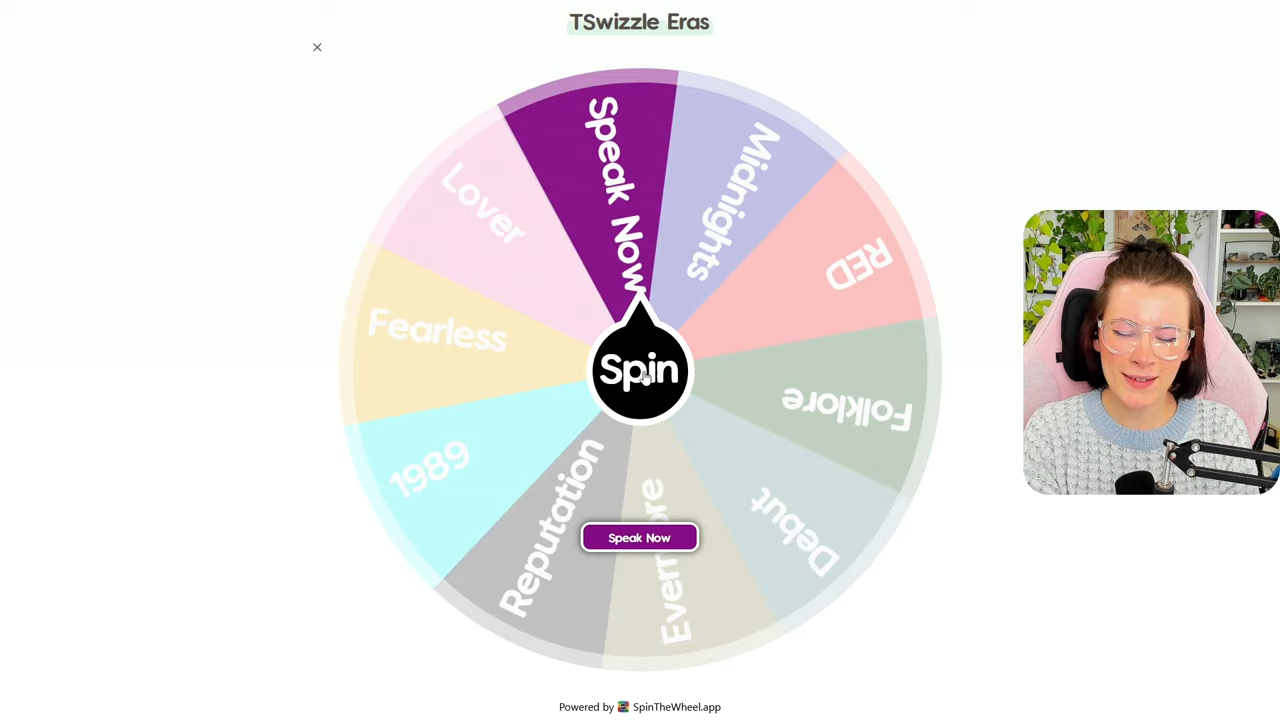 TSwizzle Eras
Speak Now
Midnights
RED
Folklore
Debut
Evermore
Reputation
1989
Fearless
Lover
Spin
Speak Now
Powered by SpinTheWheel.app